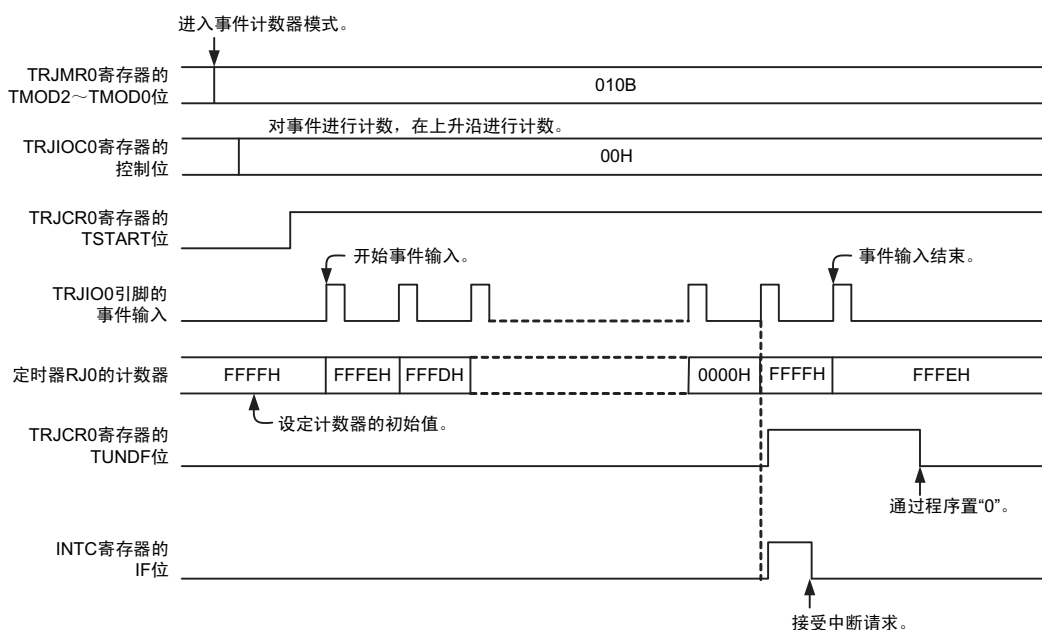 进入事件计数器模式。
TRJMR0寄存器的
TMOD2～TMOD0位
010B
对事件进行计数，在上升沿进行计数。
TRJIOC0寄存器的
控制位
00H
TRJCR0寄存器的
TSTART位
开始事件输入。
事件输入结束。
TRJIO0引脚的
事件输入
定时器RJ0的计数器
FFFFH
FFFEH
FFFDH
0000H
FFFFH
FFFEH
设定计数器的初始值。
TRJCR0寄存器的
TUNDF位
通过程序置“0”。
INTC寄存器的
IF位
接受中断请求。